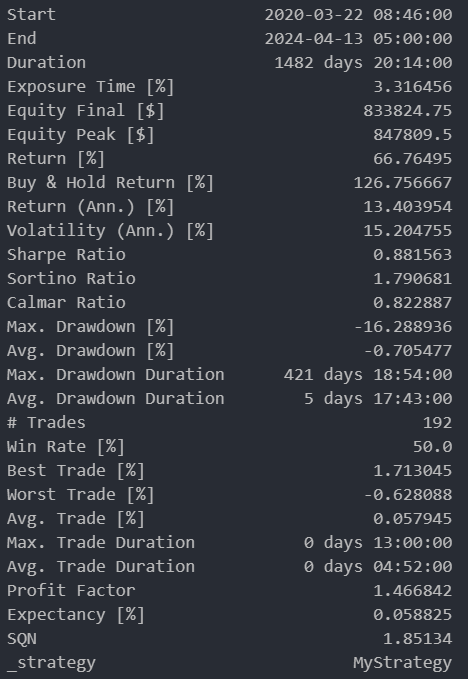 Start 2020-03-22 08:46:00
End 2024-04-13 05:00:00
Duration 1482 days 20:14:00
Exposure Time [%] 3.316456
Equity Final [$] 833824.75
Equity Peak [$] 847809.5
Return [%] 66.76495
Buy & Hold Return [%] 126.756667
Return (Ann.) [%] 13.403954
Volatility (Ann.) [%] 15.204755
Sharpe Ratio 0.881563
Sortino Ratio 1.790681
Calmar Ratio 0.822887
Max. Drawdown [%] -16.288936
Avg. Drawdown [%] -0.705477
Max. Drawdown Duration 421 days 18:54:00
Avg. Drawdown Duration 5 days 17:43:00
# Trades 192
Win Rate [%] 50.0
Best Trade [%] 1.713045
Worst Trade [%] -0.628088
Avg. Trade [%] 0.057945
Max. Trade Duration 0 days 13:00:00
Avg. Trade Duration 0 days 04:52:00
Profit Factor 1.466842
Expectancy [%] 0.058825
SQN 1.85134
_strategy MyStrategy